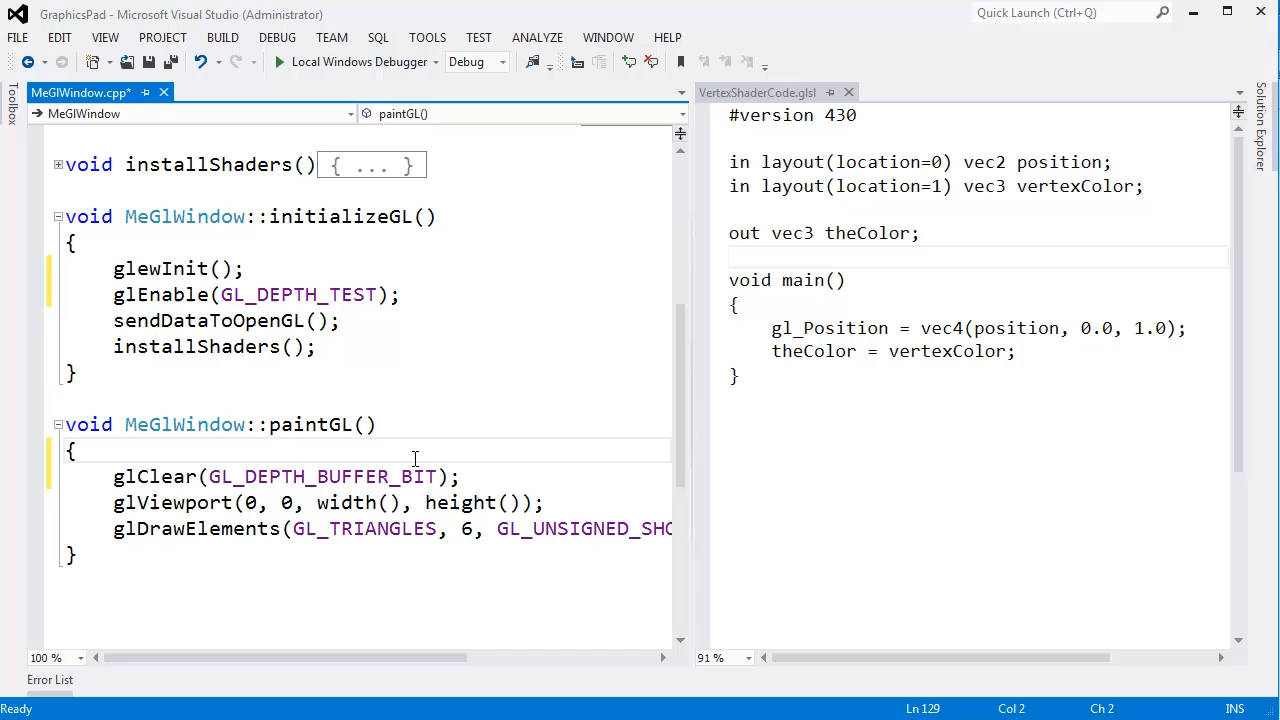 GraphicsPad - Microsoft Visual Studio (Administrator)
Quick Launch (Ctrl+Q)
FILE EDIT VIEW PROJECT BUILD DEBUG TEAM SQL TOOLS TEST ANALYZE WINDOW HELP
Local Windows Debugger Debug
Toolbox
MeGlWindow.cpp*
MeGlWindow paintGL()
void installShaders(){ ... }
void MeGlWindow::initializeGL()
{
glewInit();
glEnable(GL_DEPTH_TEST);
sendDataToOpenGL();
installShaders();
}
void MeGlWindow::paintGL()
{
glClear(GL_DEPTH_BUFFER_BIT);
glViewport(0, 0, width(), height());
glDrawElements(GL_TRIANGLES, 6, GL_UNSIGNED_SHO
}
100 %
VertexShaderCode.glsl
#version 430
in layout(location=0) vec2 position;
in layout(location=1) vec3 vertexColor;
out vec3 theColor;
void main()
{
gl_Position = vec4(position, 0.0, 1.0);
theColor = vertexColor;
}
91 %
Solution Explorer
Error List
Ready Ln 129 Col 2 Ch 2 INS